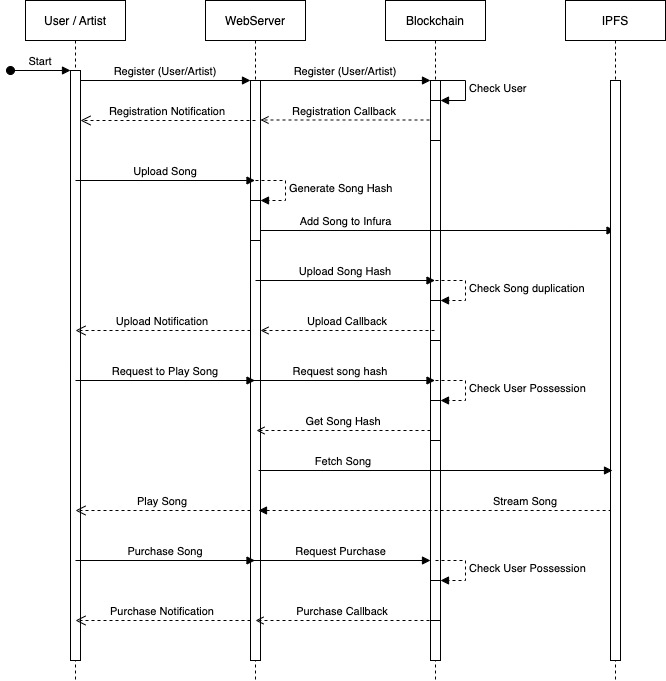 User / Artist
WebServer
Blockchain
IPFS
Start
Register (User/Artist)
Register (User/Artist)
Check User
Registration Notification
Registration Callback
Upload Song
Generate Song Hash
Add Song to Infura
Upload Song Hash
Check Song duplication
Upload Notification
Upload Callback
Request to Play Song
Request song hash
Check User Possession
Get Song Hash
Fetch Song
Play Song
Stream Song
Purchase Song
Request Purchase
Check User Possession
Purchase Notification
Purchase Callback